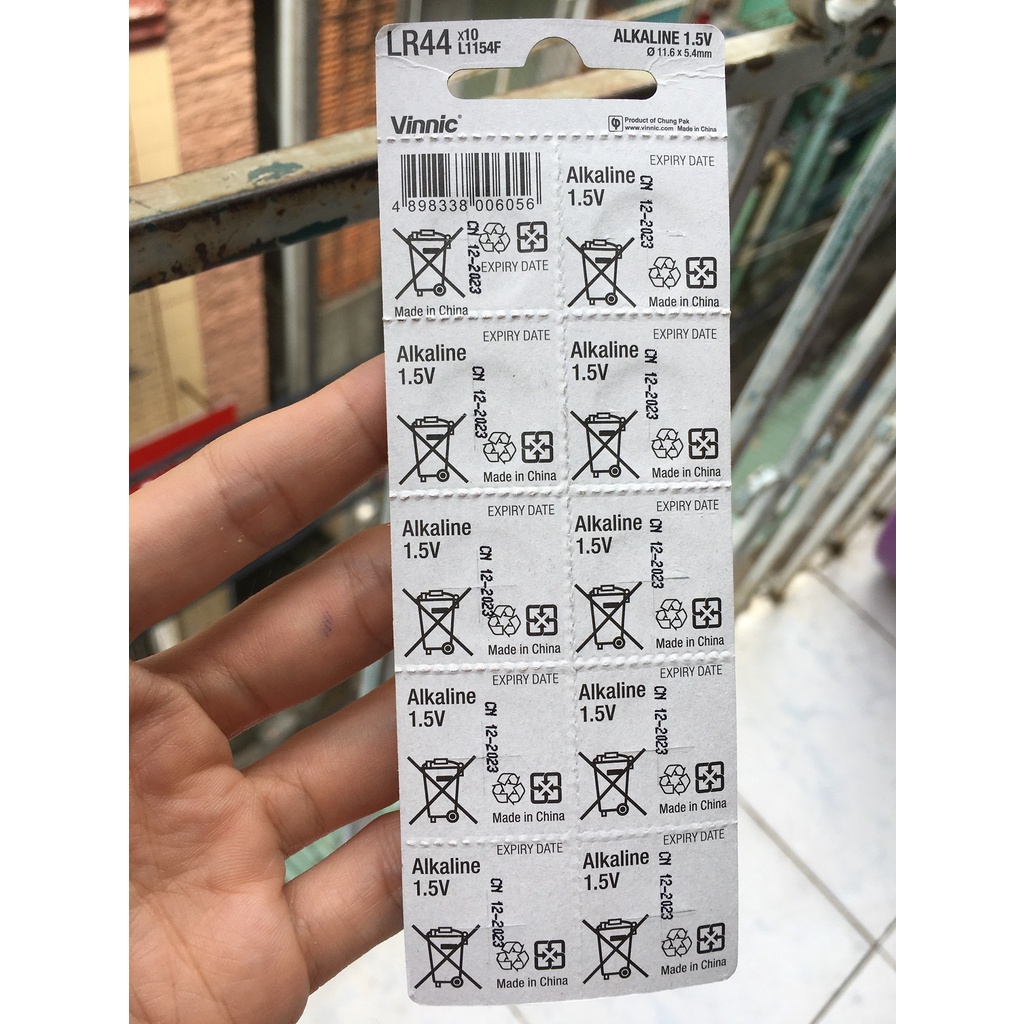 LR44 x10
L1154F
ALKALINE 1.5V
Ø 11.6 x 5.4mm
Vinnic®
Product of Chung Pak
www.vinnic.com Made in China
4 898338 006056
CN 12-2023
EXPIRY DATE
Made in China
EXPIRY DATE
Alkaline
1.5V
CN 12-2023
Made in China
EXPIRY DATE
Alkaline
1.5V
CN 12-2023
Made in China
EXPIRY DATE
Alkaline
1.5V
CN 12-2023
Made in China
EXPIRY DATE
Alkaline
1.5V
CN 12-2023
Made in China
EXPIRY DATE
Alkaline
1.5V
CN 12-2023
Made in China
EXPIRY DATE
Alkaline
1.5V
CN 12-2023
Made in China
EXPIRY DATE
Alkaline
1.5V
CN 12-2023
Made in China
EXPIRY DATE
Alkaline
1.5V
CN 12-2023
Made in China
EXPIRY DATE
Alkaline
1.5V
CN 12-2023
Made in China